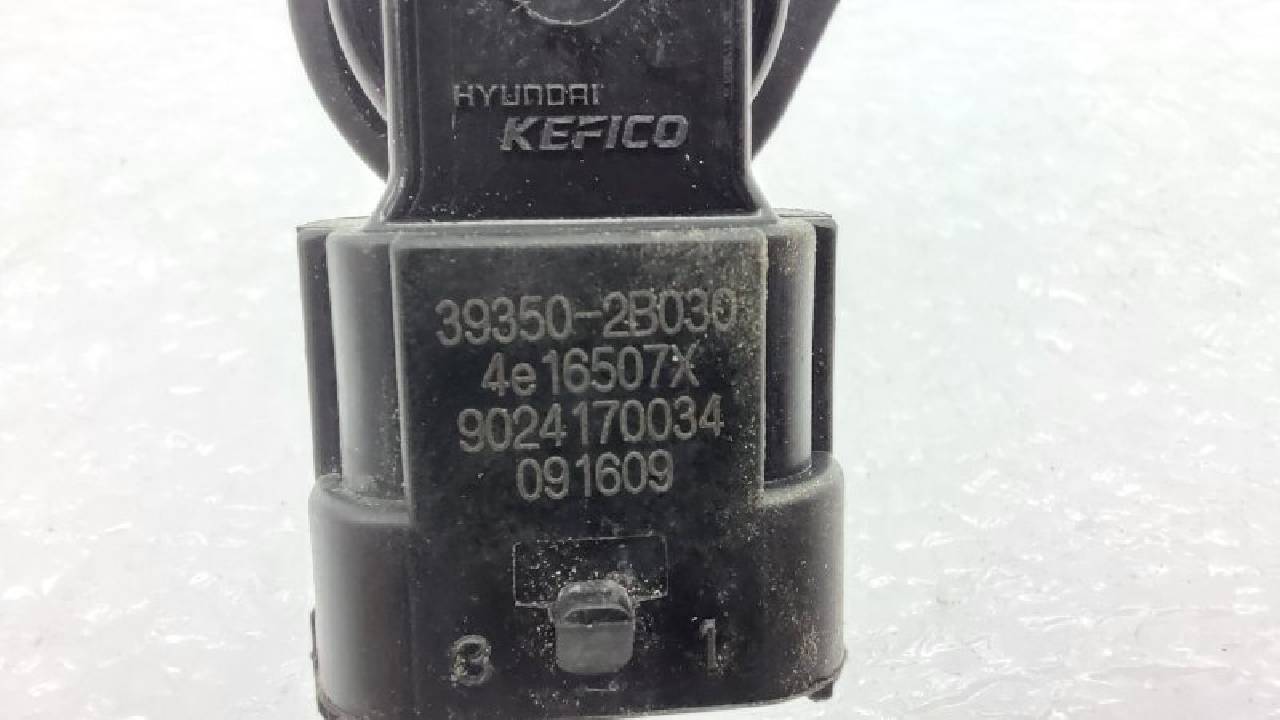 HYUNDAI
KEFICO
39350-2B030
4e16507X
9024170034
091609
3 1